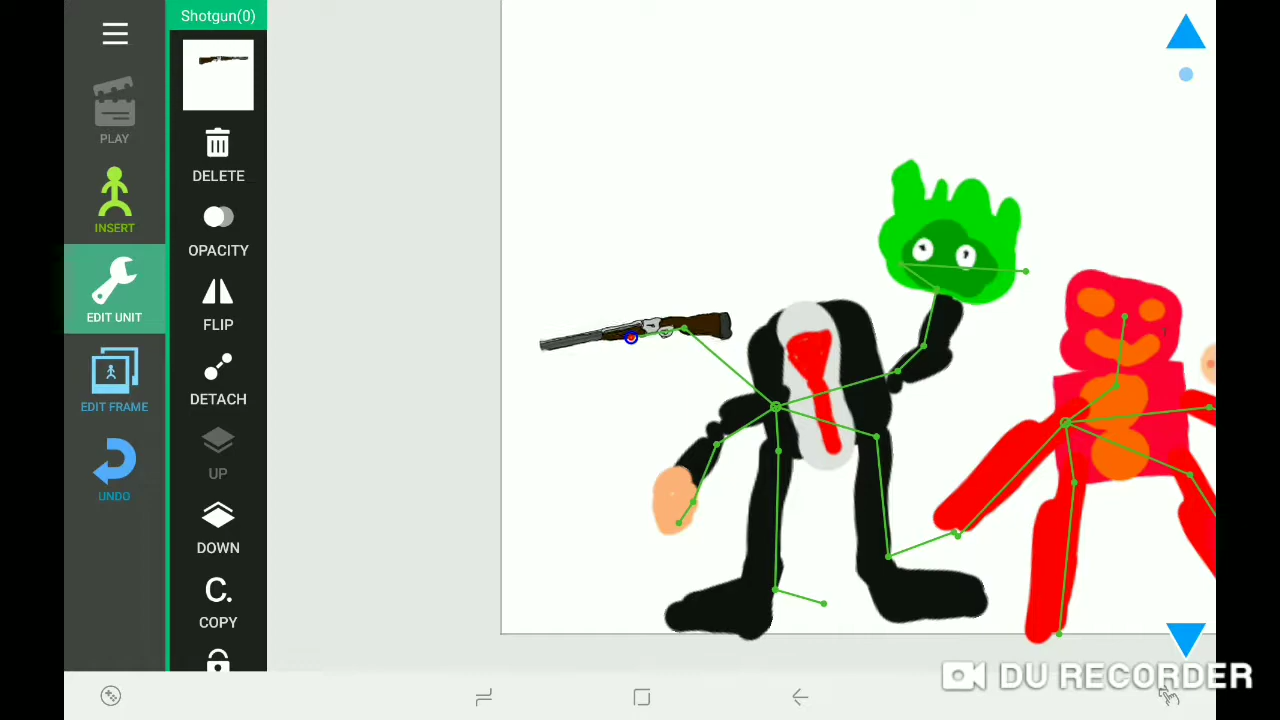 Shotgun(0)
PLAY
INSERT
EDIT UNIT
EDIT FRAME
UNDO
DELETE
OPACITY
FLIP
DETACH
UP
DOWN
C.
COPY
DU RECORDER